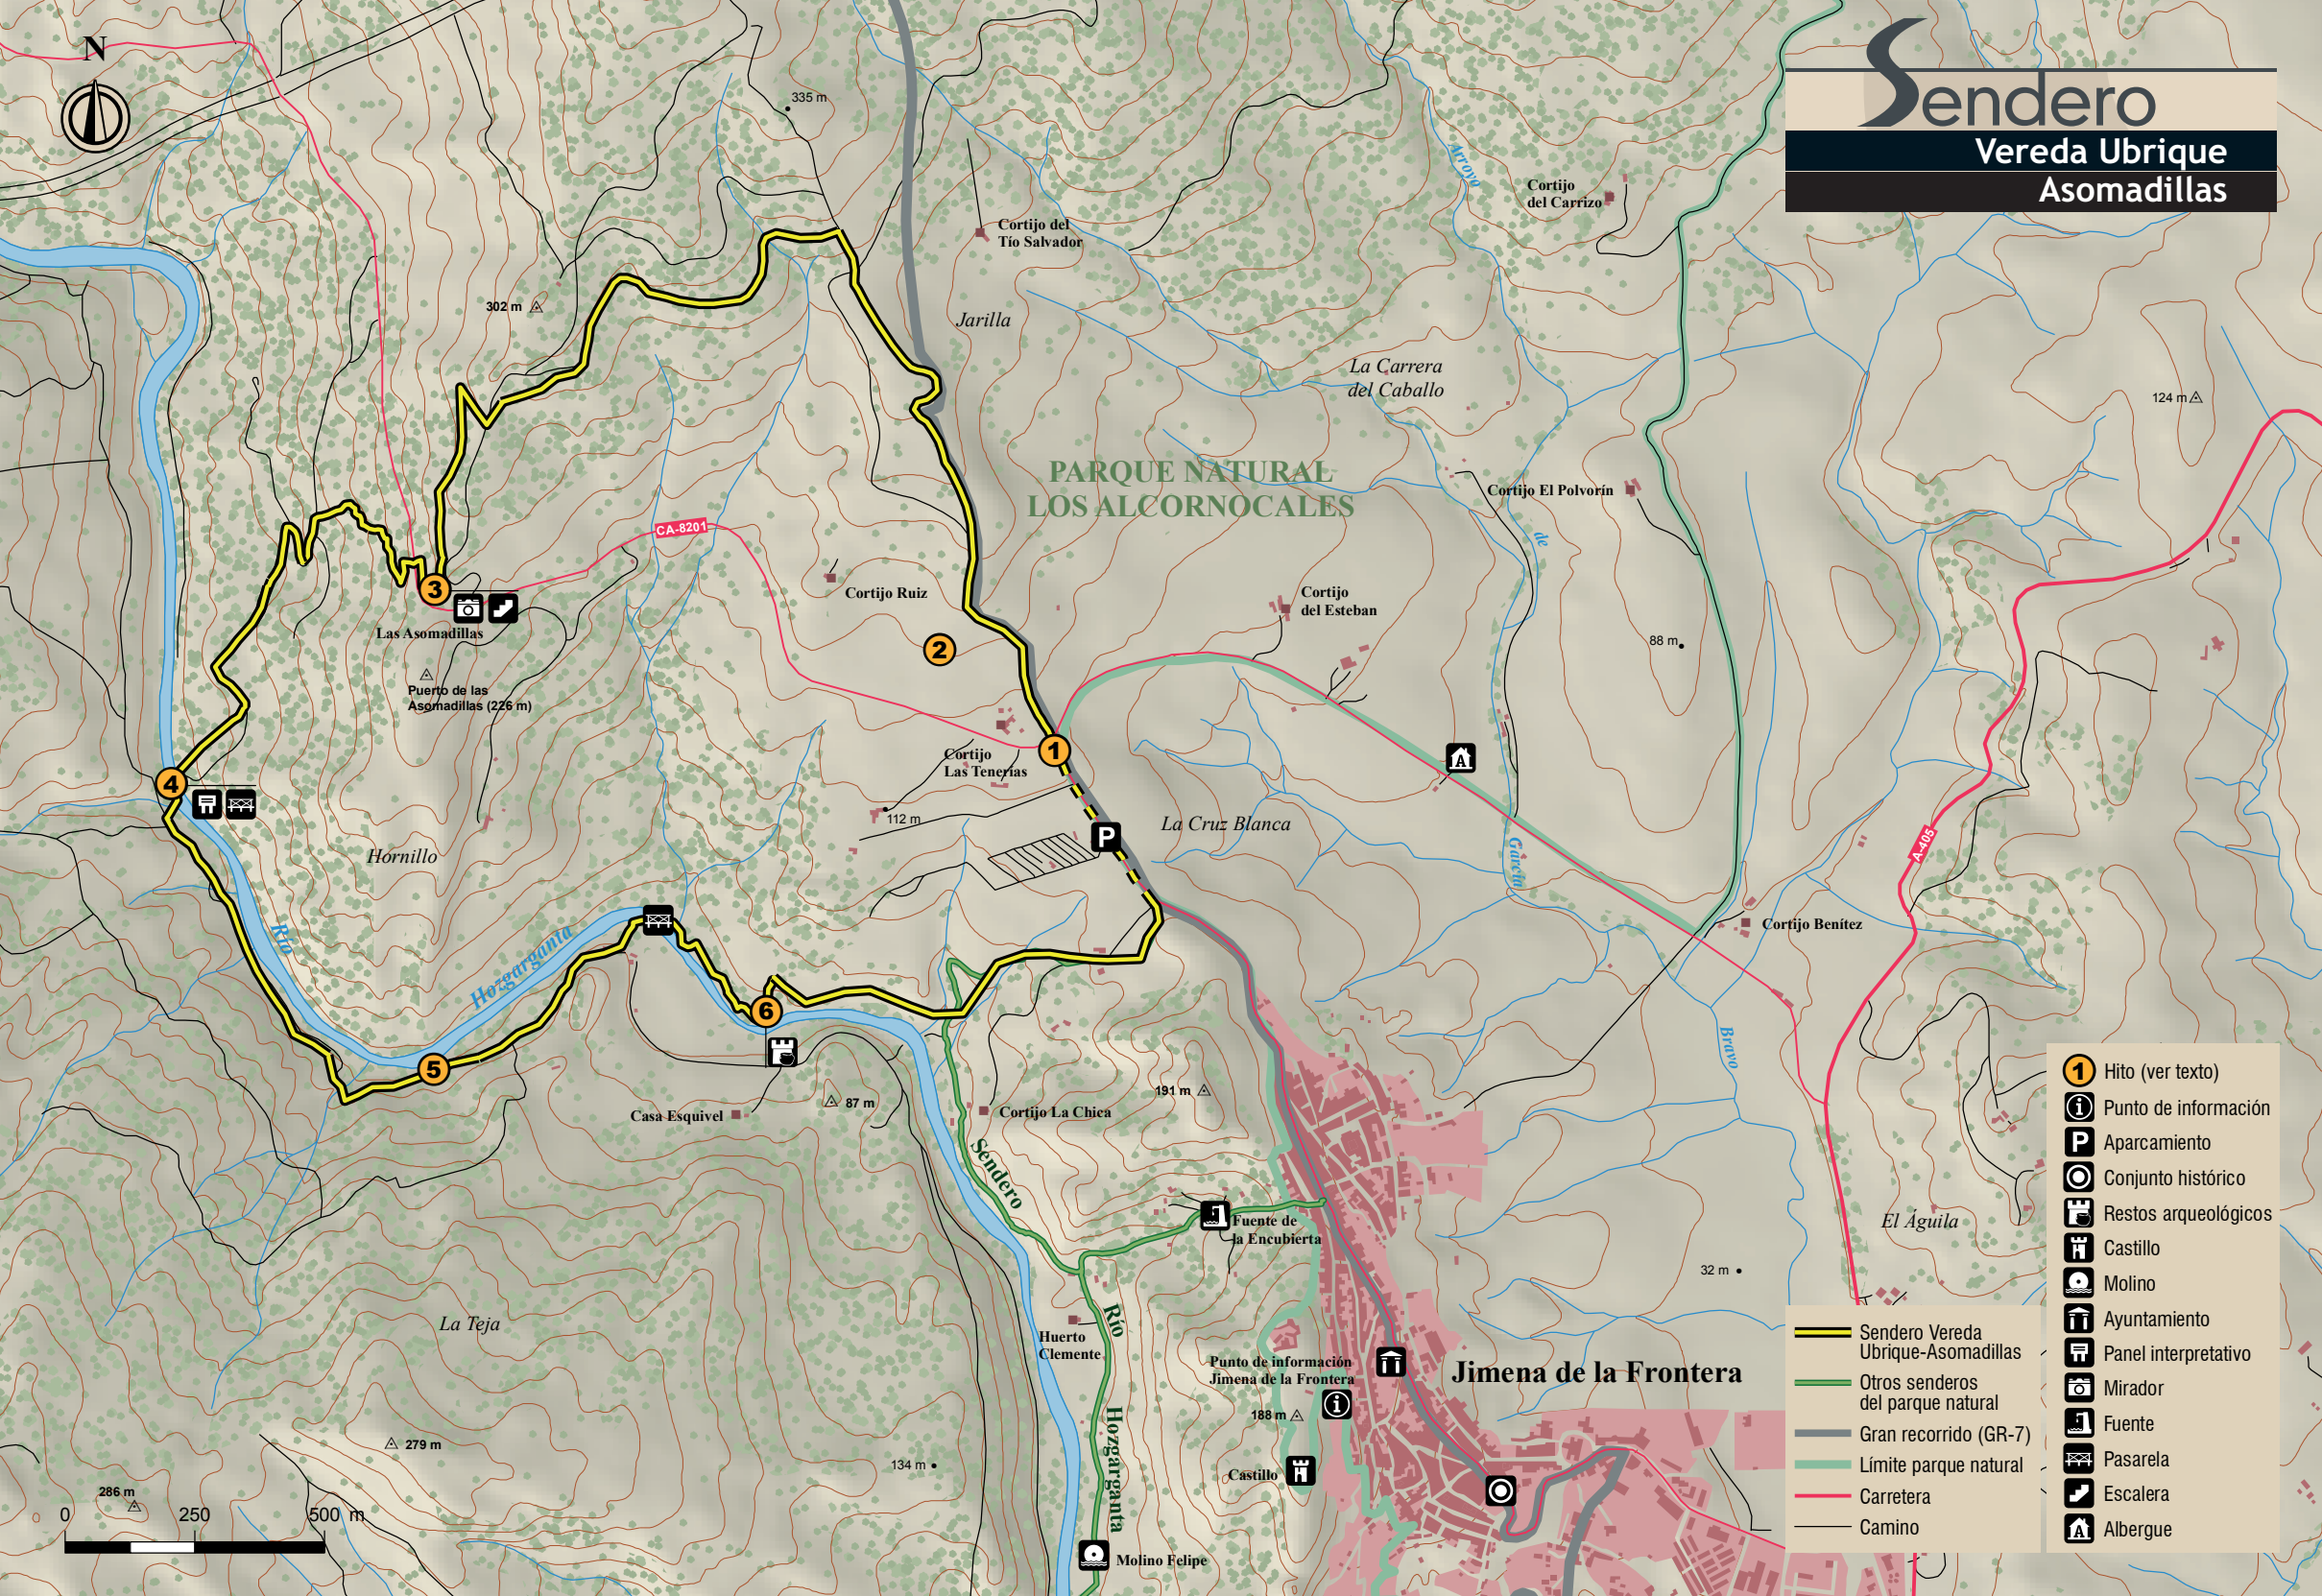 N
Sendero
Vereda Ubrique
Asomadillas
335 m
Arroyo
Cortijo
del Carrizo
Cortijo del
Tío Salvador
302 m
Jarilla
La Carrera
del Caballo
124 m
PARQUE NATURAL
LOS ALCORNOCALES
Cortijo El Polvorín
CA-8201
de
3
Cortijo Ruiz
Cortijo
del Esteban
Las Asomadillas
2
88 m
Puerto de las
Asomadillas (226 m)
1
Cortijo
Las Tenerías
4
A
112 m
P
La Cruz Blanca
A-405
Hornillo
García
Río
Hozgarganta
Cortijo Benítez
6
5
Bravo
Casa Esquivel
87 m
191 m
Cortijo La Chica
Sendero
Fuente de
la Encubierta
El Águila
32 m
La Teja
Río
Huerto
Clemente
Punto de información
Jimena de la Frontera
i
Jimena de la Frontera
188 m
Hozgarganta
279 m
134 m
Castillo
286 m
0 250 500 m
Molino Felipe
Sendero Vereda
Ubrique-Asomadillas
Otros senderos
del parque natural
Gran recorrido (GR-7)
Límite parque natural
Carretera
Camino
1 Hito (ver texto)
i Punto de información
P Aparcamiento
Conjunto histórico
Restos arqueológicos
Castillo
Molino
Ayuntamiento
Panel interpretativo
Mirador
Fuente
Pasarela
Escalera
A Albergue